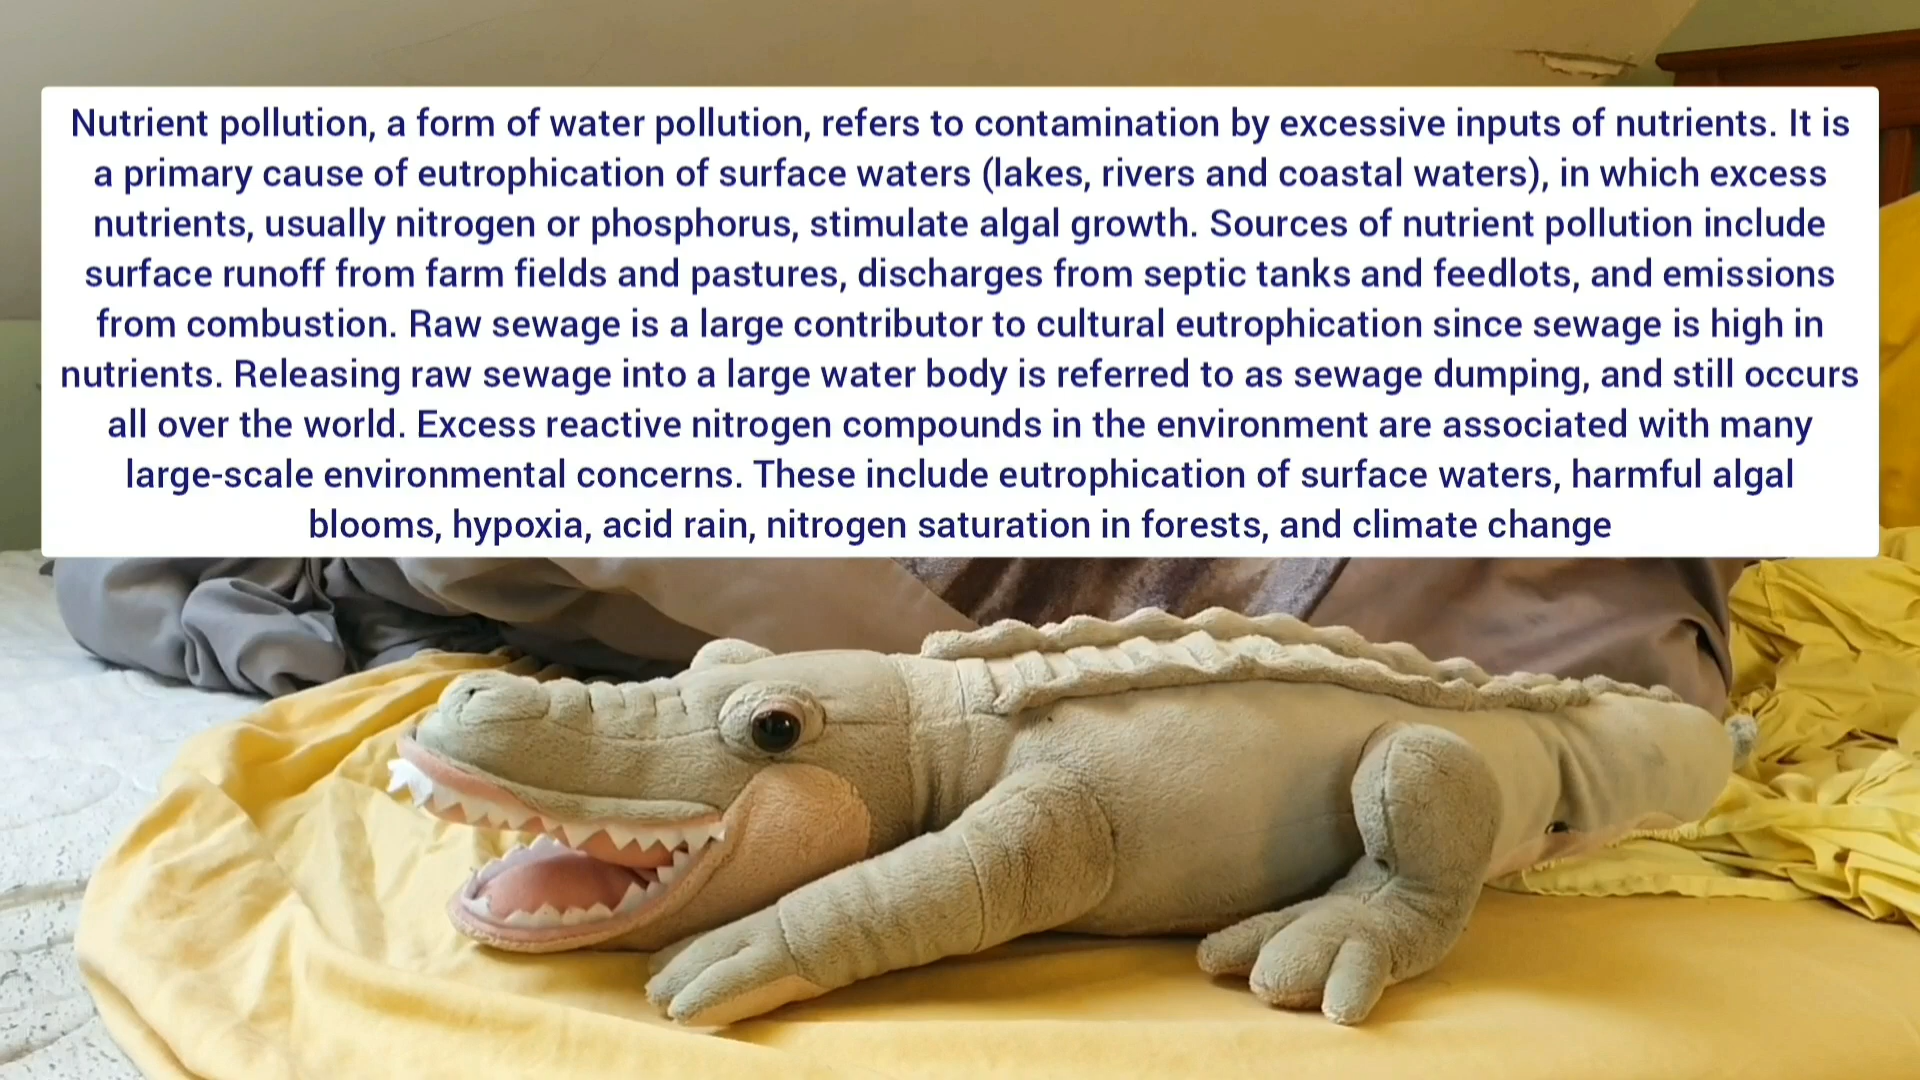 Nutrient pollution, a form of water pollution, refers to contamination by excessive inputs of nutrients. It is
a primary cause of eutrophication of surface waters (lakes, rivers and coastal waters), in which excess
nutrients, usually nitrogen or phosphorus, stimulate algal growth. Sources of nutrient pollution include
surface runoff from farm fields and pastures, discharges from septic tanks and feedlots, and emissions
from combustion. Raw sewage is a large contributor to cultural eutrophication since sewage is high in
nutrients. Releasing raw sewage into a large water body is referred to as sewage dumping, and still occurs
all over the world. Excess reactive nitrogen compounds in the environment are associated with many
large-scale environmental concerns. These include eutrophication of surface waters, harmful algal
blooms, hypoxia, acid rain, nitrogen saturation in forests, and climate change